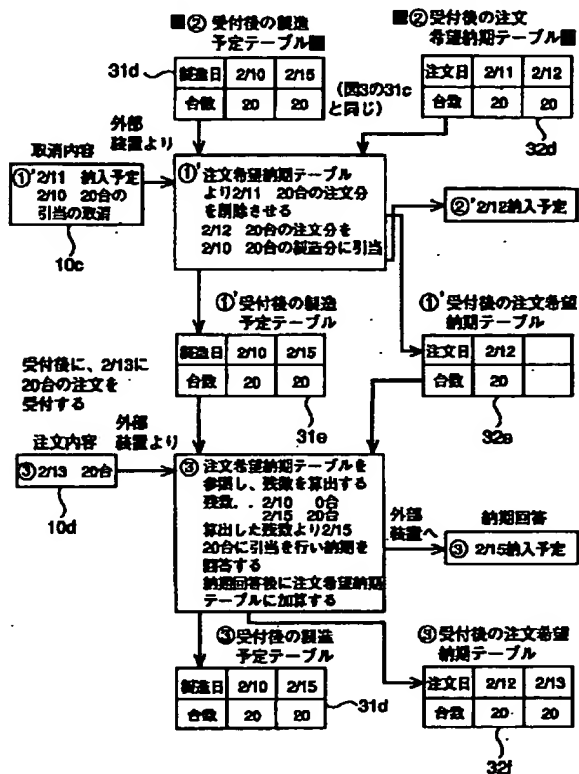 ■②受付後の製造
予定テーブル■
31d
製造日 2/10 2/15
台数 20 20
(図3の31c
と同じ)
■②受付後の注文
希望納期テーブル■
注文日 2/11 2/12
台数 20 20
32d
外部
装置より
取消内容
①'2/11 納入予定
2/10 20台の
引当の取消
10c
①'注文希望納期テーブル
より2/11 20台の注文分
を削除させる
2/12 20台の注文分を
2/10 20台の製造分に引当
②'2/12納入予定
①'受付後の製造
予定テーブル
製造日 2/10 2/15
台数 20 20
31e
①'受付後の注文希望
納期テーブル
注文日 2/12
台数 20
32e
受付後に、2/13に
20台の注文を
受付する
外部
装置より
注文内容
③2/13 20台
10d
③注文希望納期テーブルを
参照し、残数を算出する
残数．．2/10 0台
2/15 20台
算出した残数より2/15
20台に引当を行い納期を
回答する
納期回答後に注文希望納期
テーブルに加算する
外部
装置へ
納期回答
③ 2/15納入予定
③受付後の製造
予定テーブル
製造日 2/10 2/15
台数 20 20
31d
③受付後の注文希望
納期テーブル
注文日 2/12 2/13
台数 20 20
32f